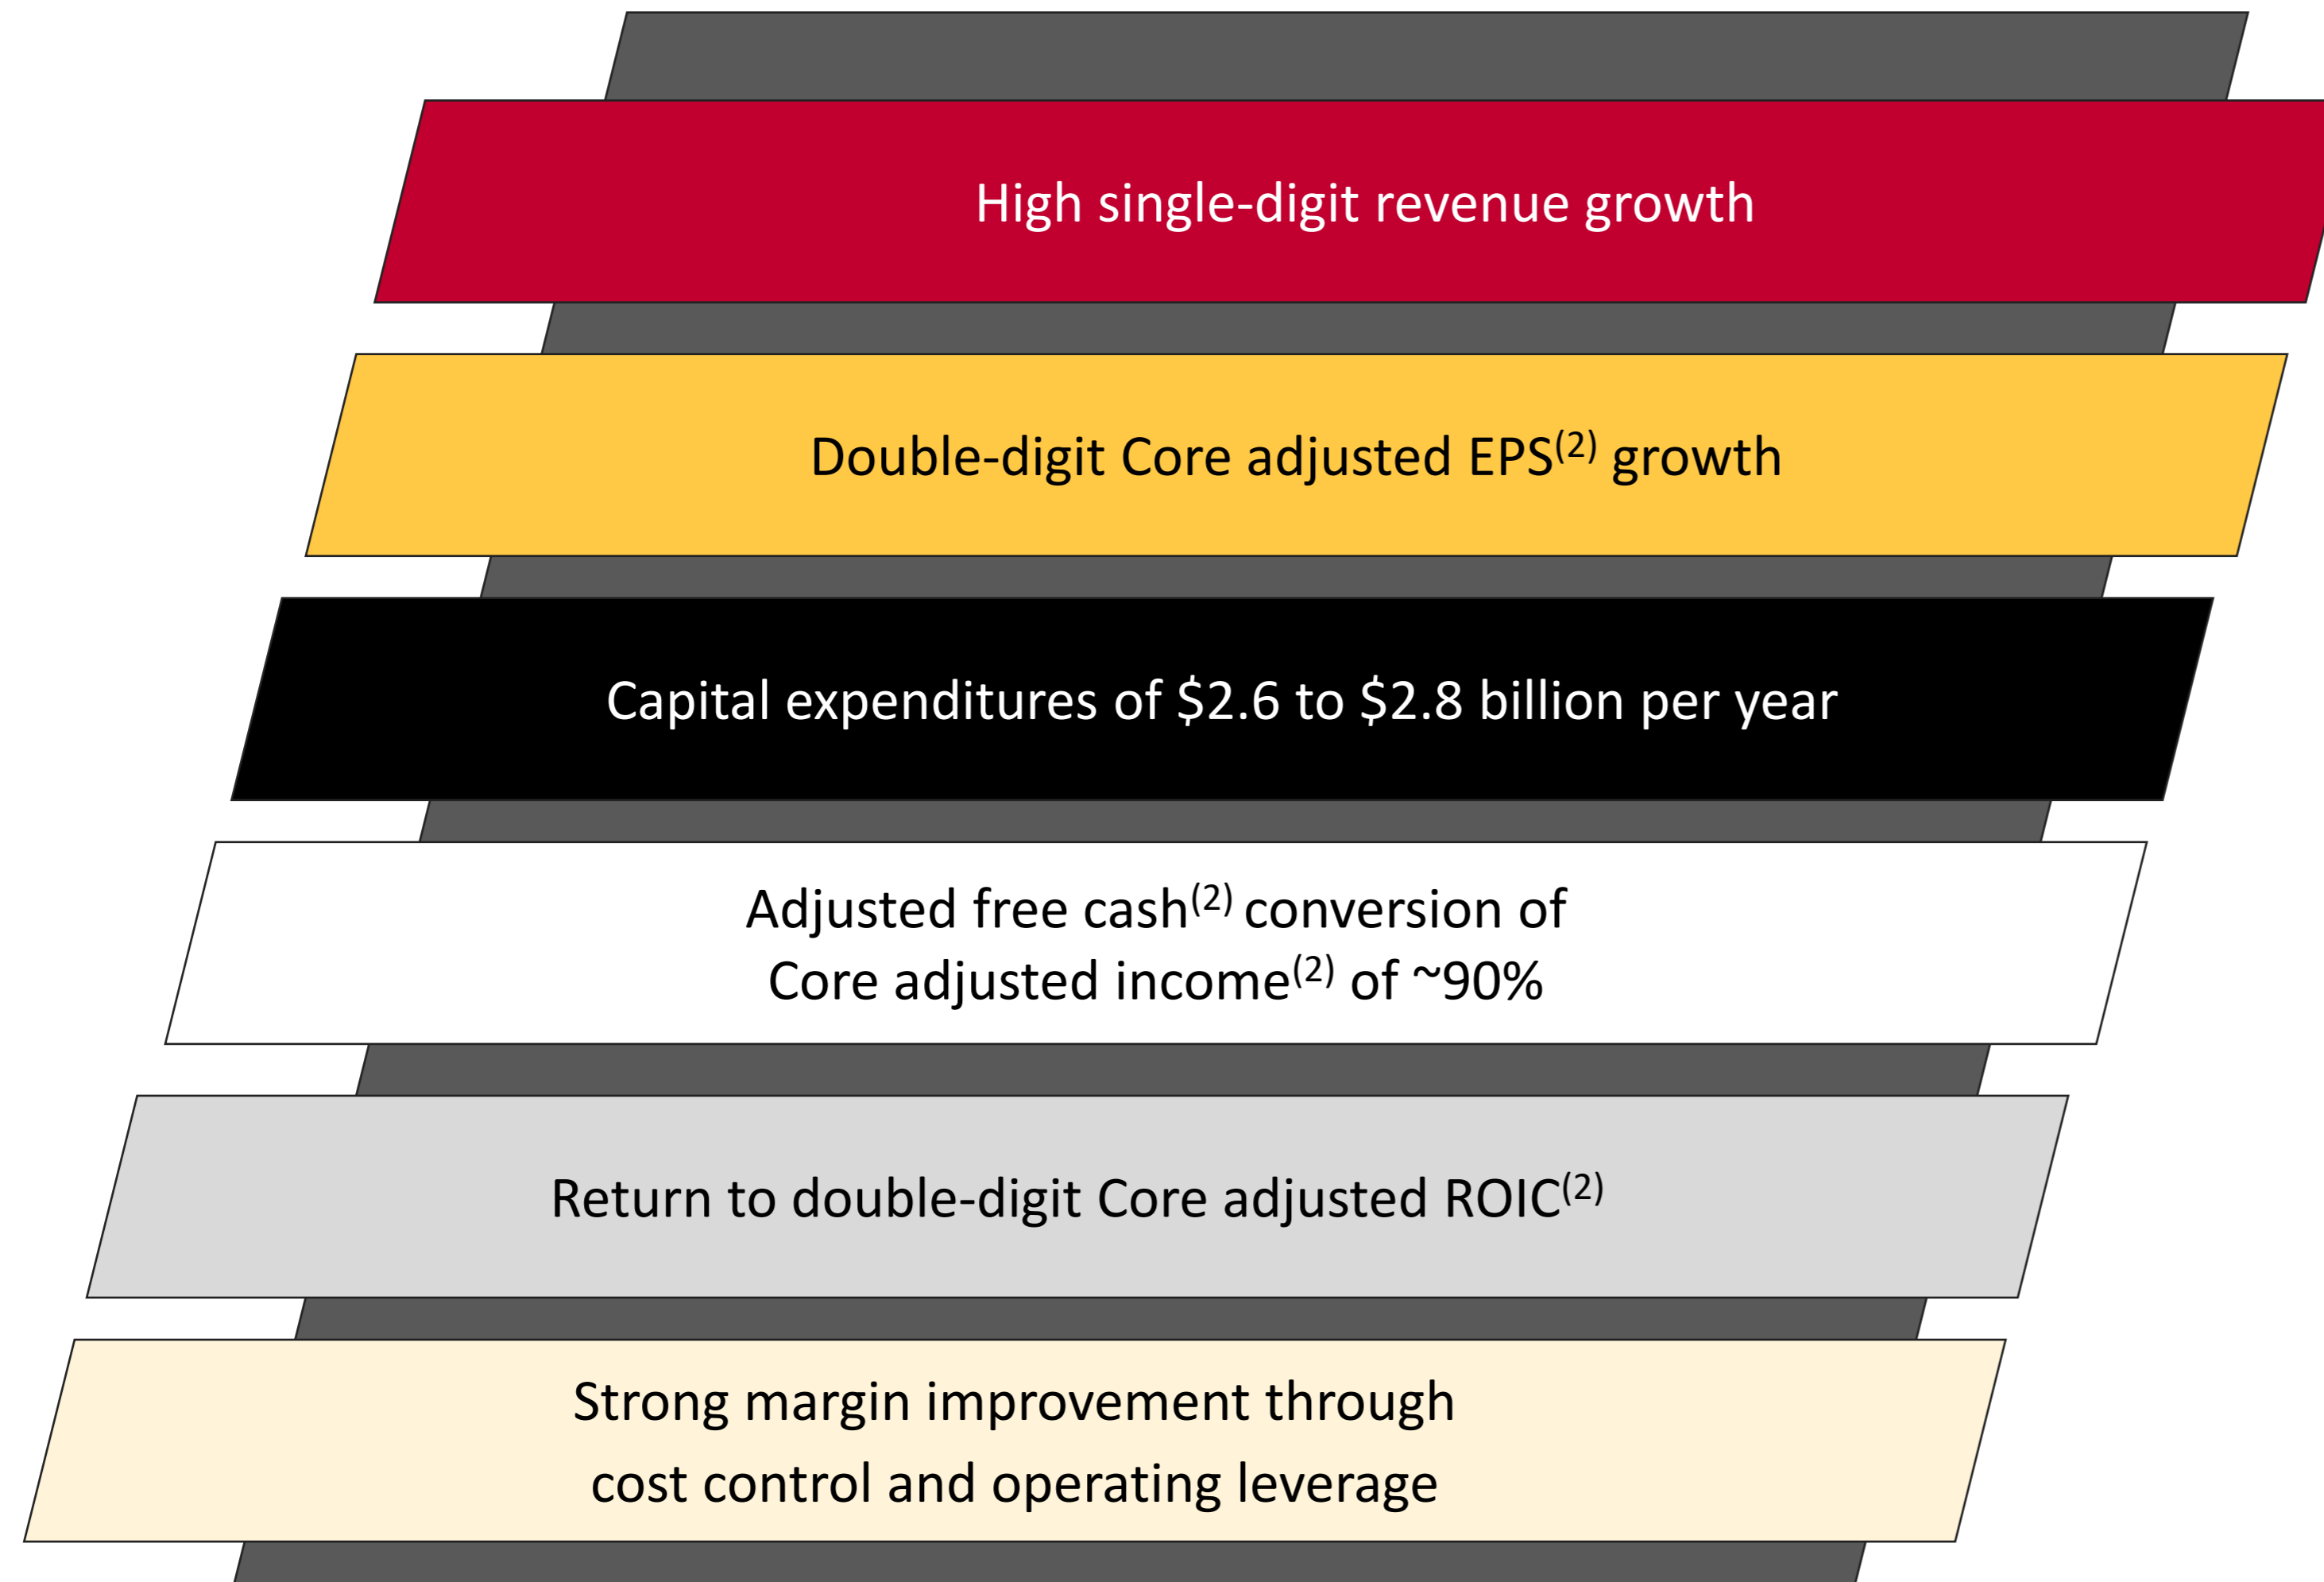 High single-digit revenue growth
Double-digit Core adjusted EPS(2) growth
Capital expenditures of $2.6 to $2.8 billion per year
Adjusted free cash(2) conversion of
Core adjusted income(2) of ~90%
Return to double-digit Core adjusted ROIC(2)
Strong margin improvement through
cost control and operating leverage